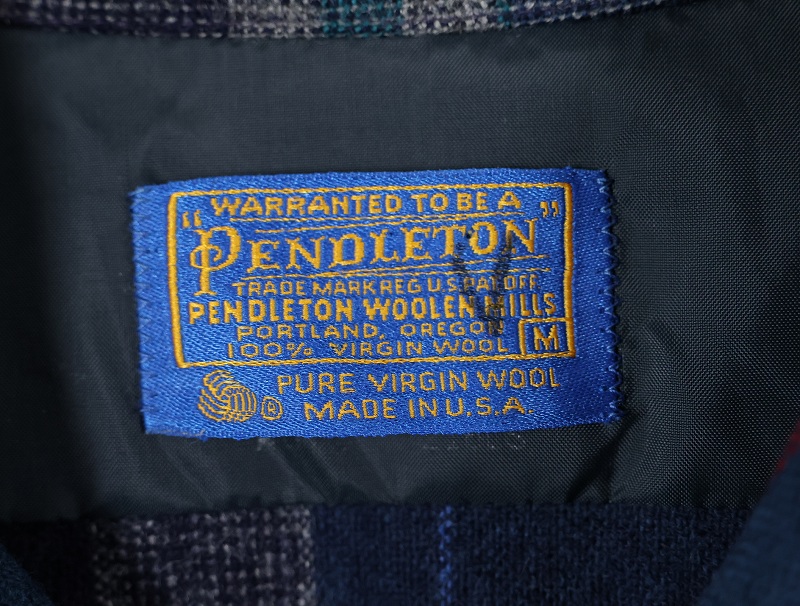 WARRANTED TO BE A
"PENDLETON"
TRADE MARK REG U.S. PAT OFF.
PENDLETON WOOLEN MILLS
PORTLAND, OREGON
100% VIRGIN WOOL M
® PURE VIRGIN WOOL
MADE IN U.S.A.